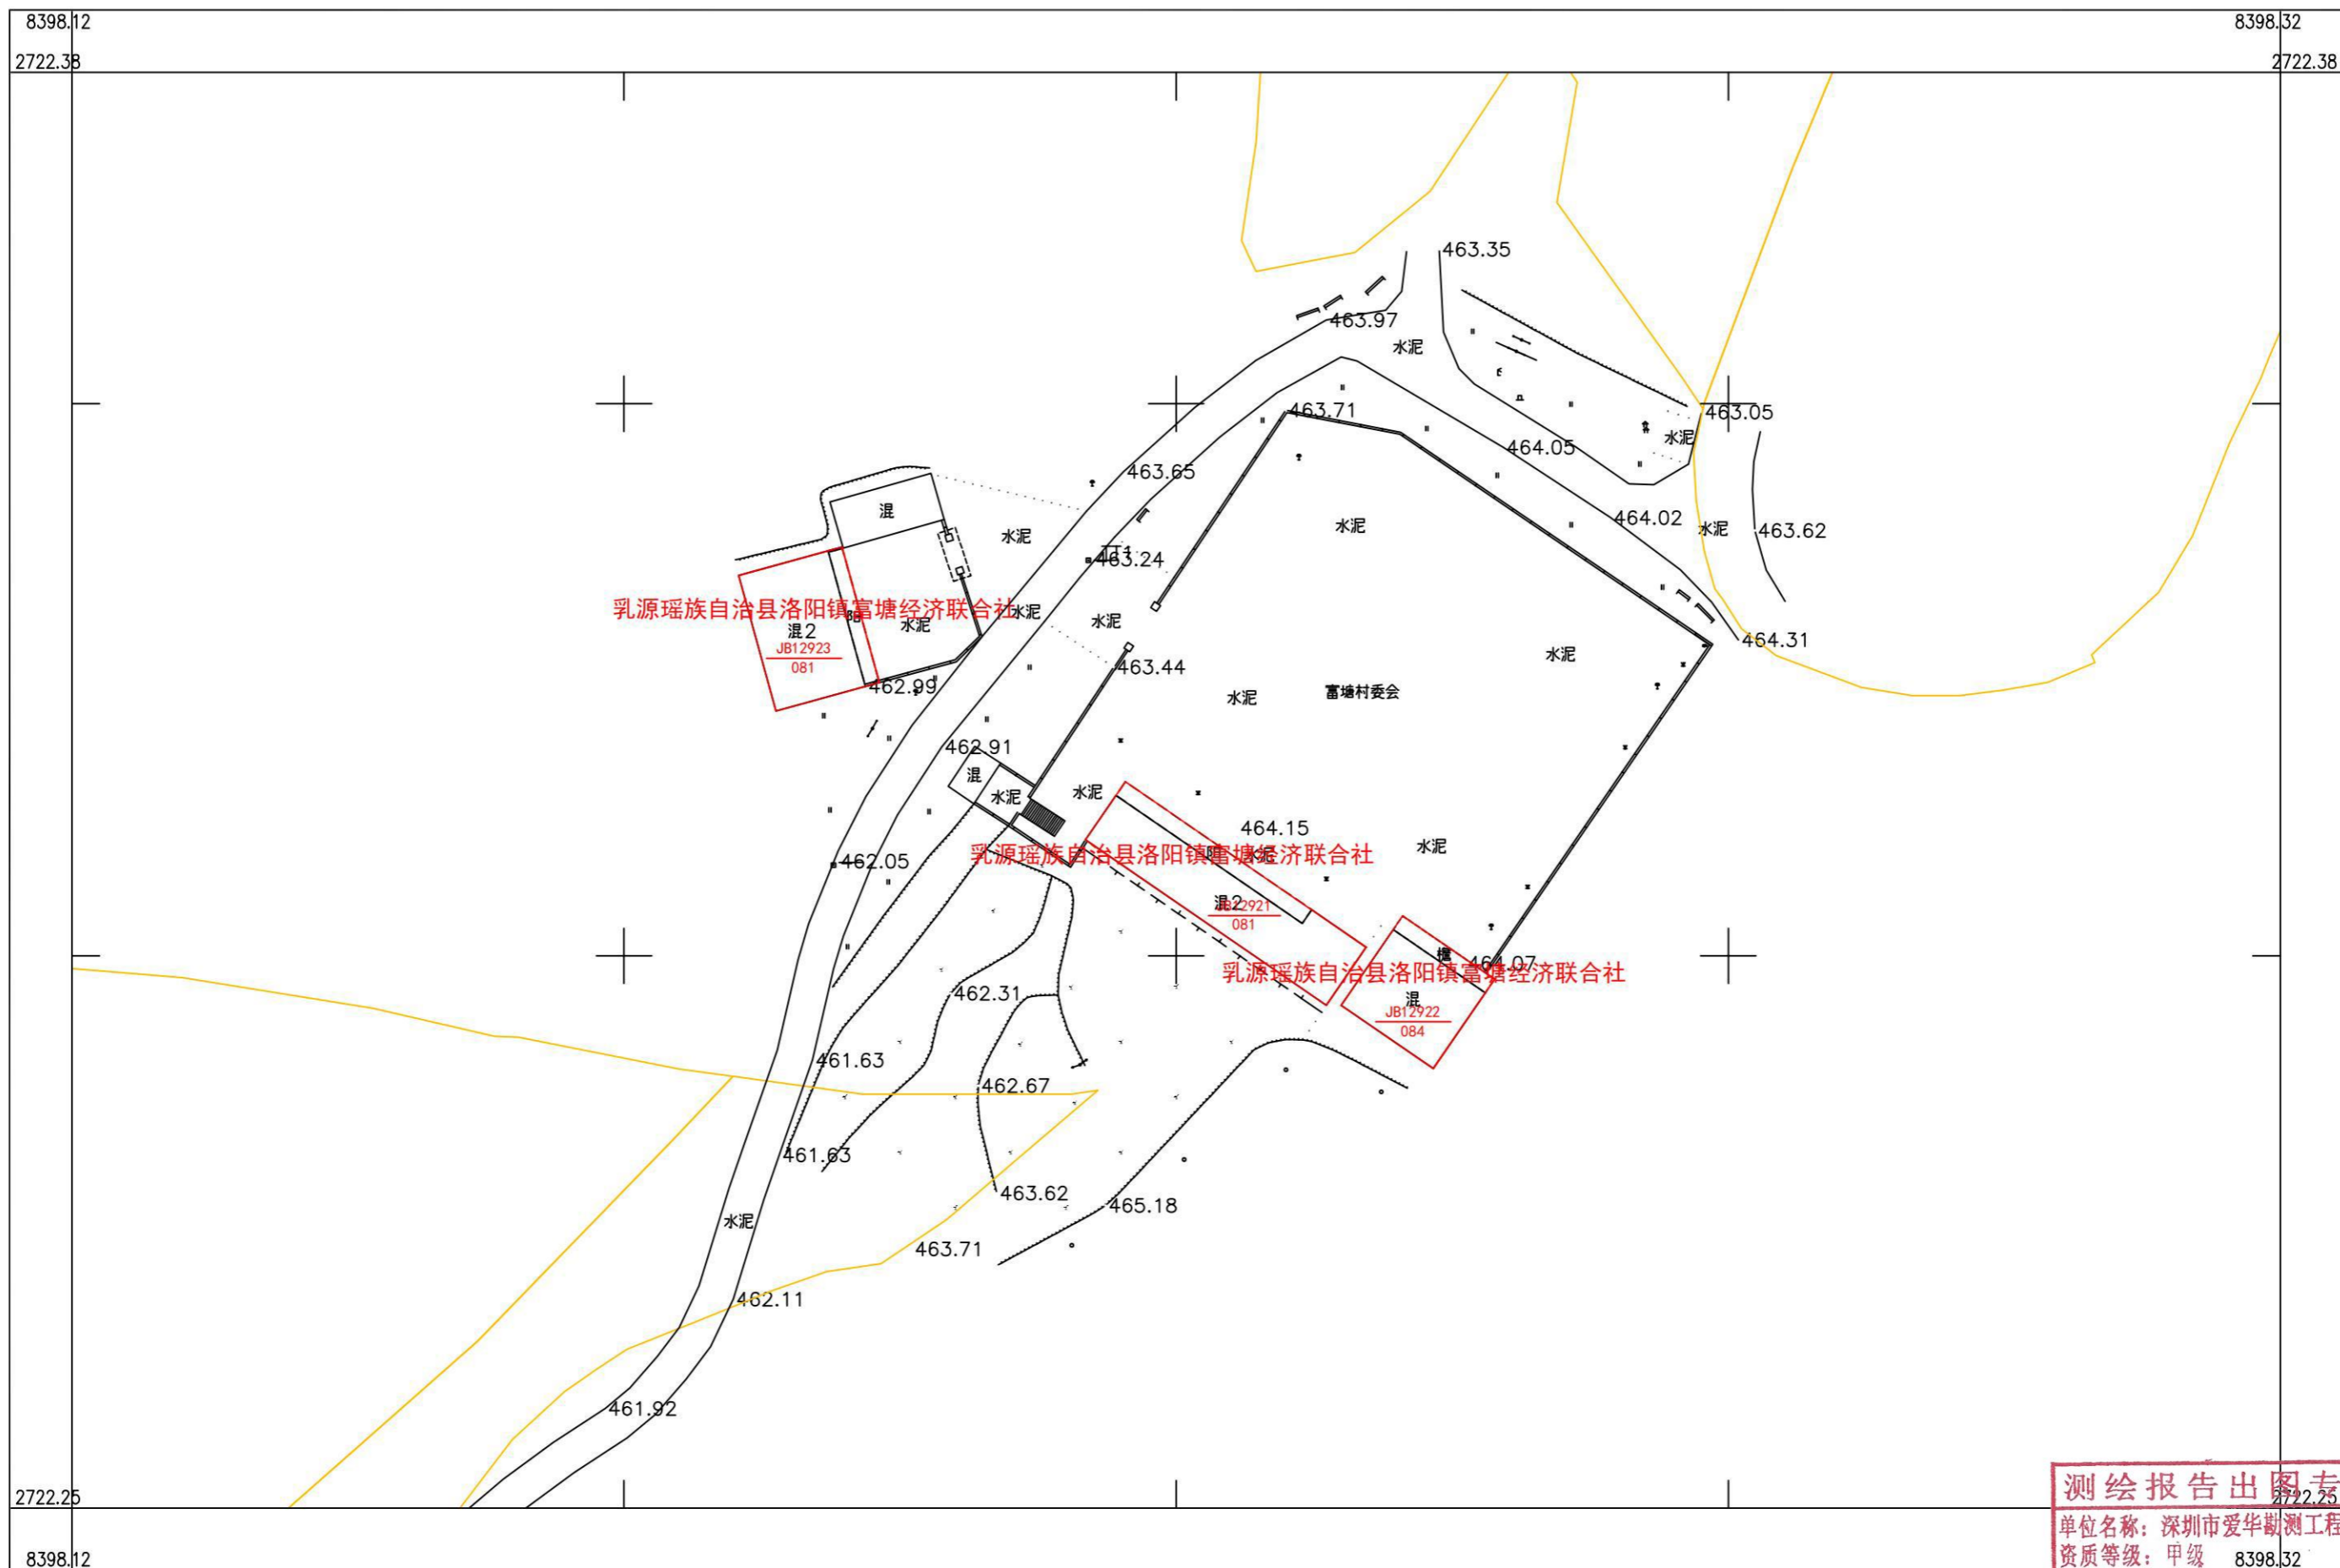 8398.12
8398.32
2722.38
2722.38
463.35
463.97
水泥
463.71
463.05
水泥
464.05
463.65
混
464.02
水泥
463.62
水泥
水泥
463.24
乳源瑶族自治县洛阳镇富塘经济联合社
水泥
水泥
阳
水泥
混2
JB12923
081
464.31
水泥
463.44
462.99
水泥
富塘村委会
462.91
混
水泥
水泥
464.15
水泥
乳源瑶族自治县洛阳镇富塘经济联合社
阳
水泥
462.05
混2
JB12921
081
464.07
乳源瑶族自治县洛阳镇富塘经济联合社
462.31
混
JB12922
084
461.63
462.67
461.63
463.62
465.18
水泥
463.71
462.11
461.92
测绘报告出图专
2722.25
2722.25
单位名称：深圳市爱华勘测工程
资质等级：甲级
8398.12
8398.32